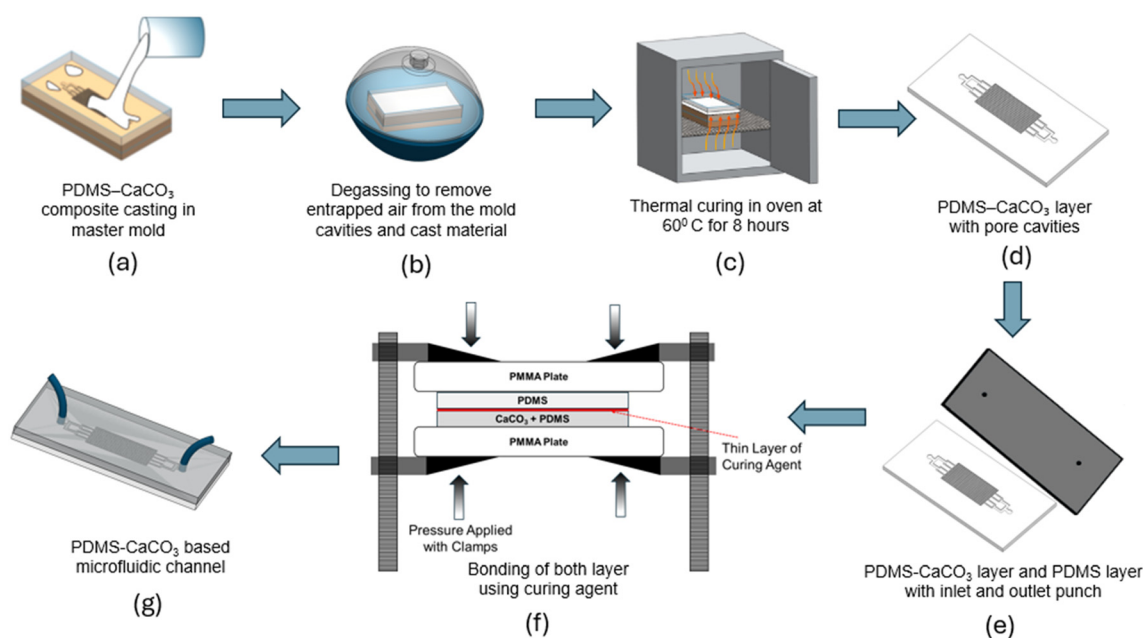 PDMS–CaCO₃
composite casting in
master mold
(a)
Degassing to remove
entrapped air from the mold
cavities and cast material
(b)
Thermal curing in oven at
60⁰ C for 8 hours
(c)
PDMS–CaCO₃ layer
with pore cavities
(d)
PDMS-CaCO₃ layer and PDMS layer
with inlet and outlet punch
(e)
PMMA Plate
PDMS
CaCO₃ + PDMS
PMMA Plate
Thin Layer of
Curing Agent
Pressure Applied
with Clamps
Bonding of both layer
using curing agent
(f)
PDMS-CaCO₃ based
microfluidic channel
(g)